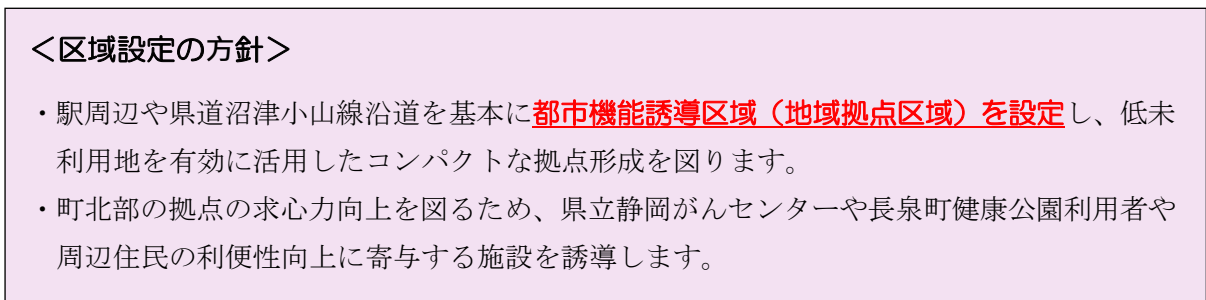 ＜区域設定の方針＞
・駅周辺や県道沼津小山線沿道を基本に都市機能誘導区域（地域拠点区域）を設定し、低未
利用地を有効に活用したコンパクトな拠点形成を図ります。
・町北部の拠点の求心力向上を図るため、県立静岡がんセンターや長泉町健康公園利用者や
周辺住民の利便性向上に寄与する施設を誘導します。